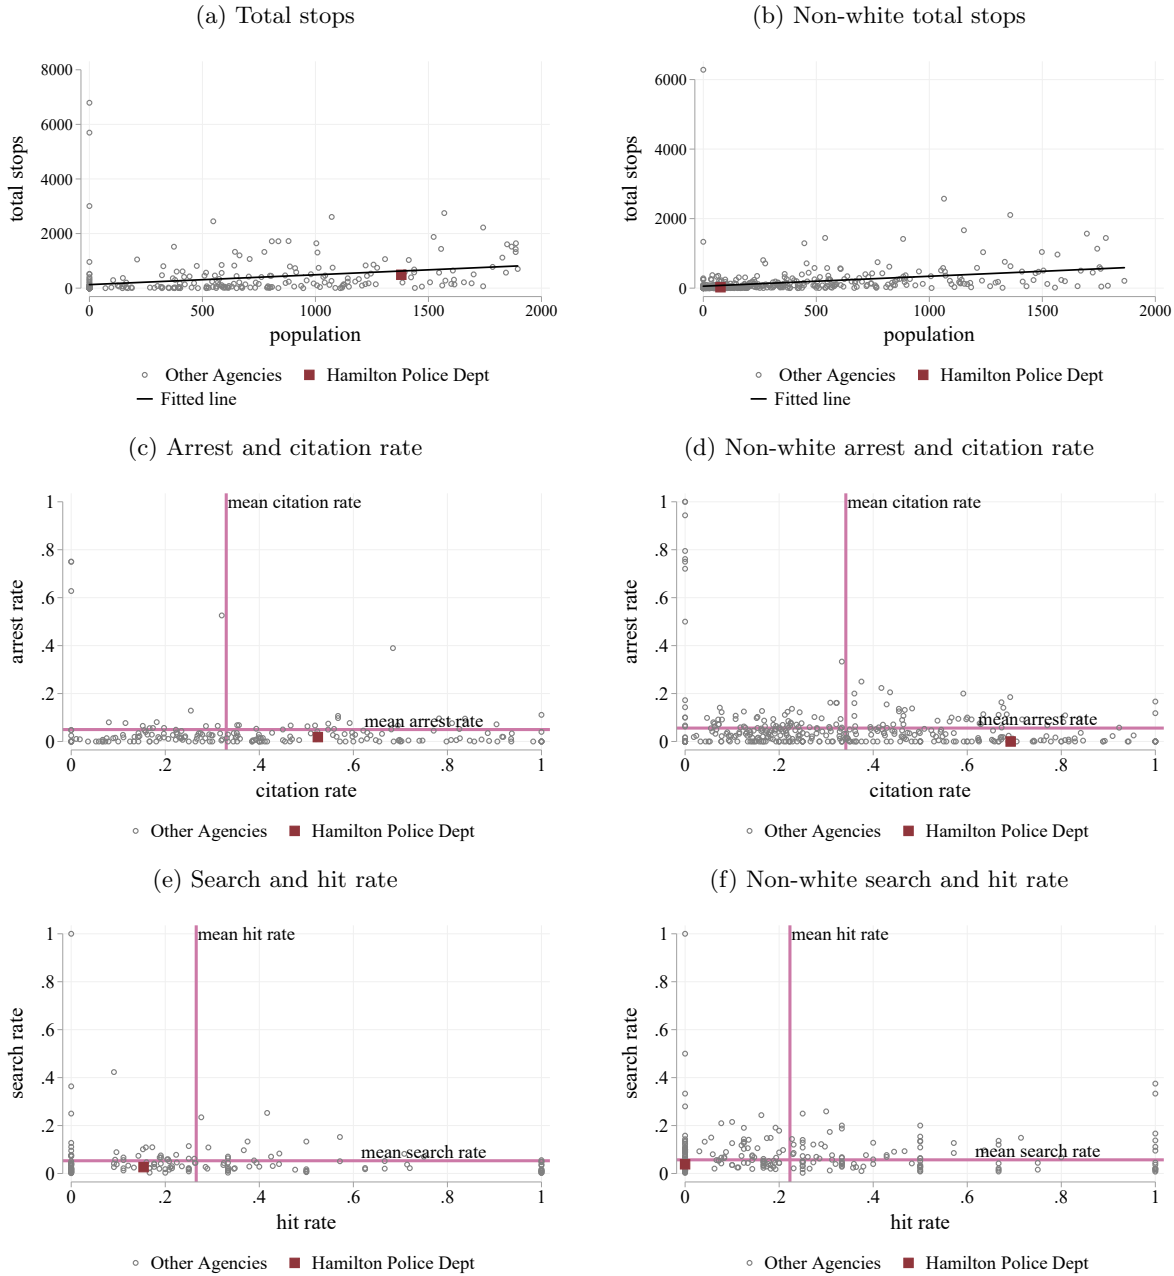 (a) Total stops
(b) Non-white total stops
8000
6000
4000
2000
0
total stops
0 500 1000 1500 2000
population
Other Agencies Hamilton Police Dept
Fitted line
6000
4000
2000
0
total stops
0 500 1000 1500 2000
population
Other Agencies Hamilton Police Dept
Fitted line
(c) Arrest and citation rate
(d) Non-white arrest and citation rate
1
.8
.6
.4
.2
0
arrest rate
mean citation rate
mean arrest rate
0 .2 .4 .6 .8 1
citation rate
Other Agencies Hamilton Police Dept
1
.8
.6
.4
.2
0
arrest rate
mean citation rate
mean arrest rate
0 .2 .4 .6 .8 1
citation rate
Other Agencies Hamilton Police Dept
(e) Search and hit rate
(f) Non-white search and hit rate
1
.8
.6
.4
.2
0
search rate
mean hit rate
mean search rate
0 .2 .4 .6 .8 1
hit rate
Other Agencies Hamilton Police Dept
1
.8
.6
.4
.2
0
search rate
mean hit rate
mean search rate
0 .2 .4 .6 .8 1
hit rate
Other Agencies Hamilton Police Dept